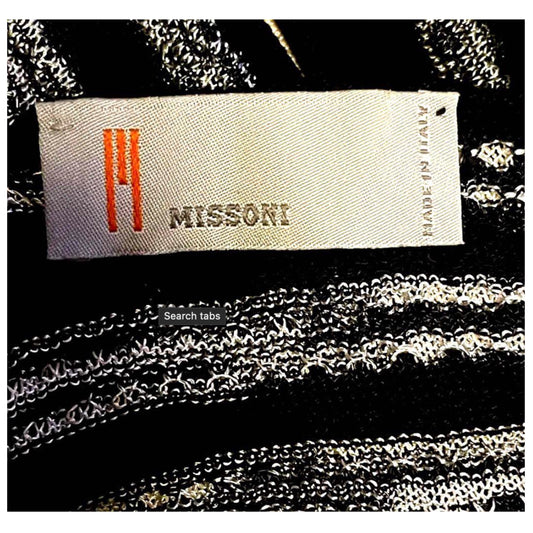 M
MISSONI
MADE IN ITALY
Search tabs